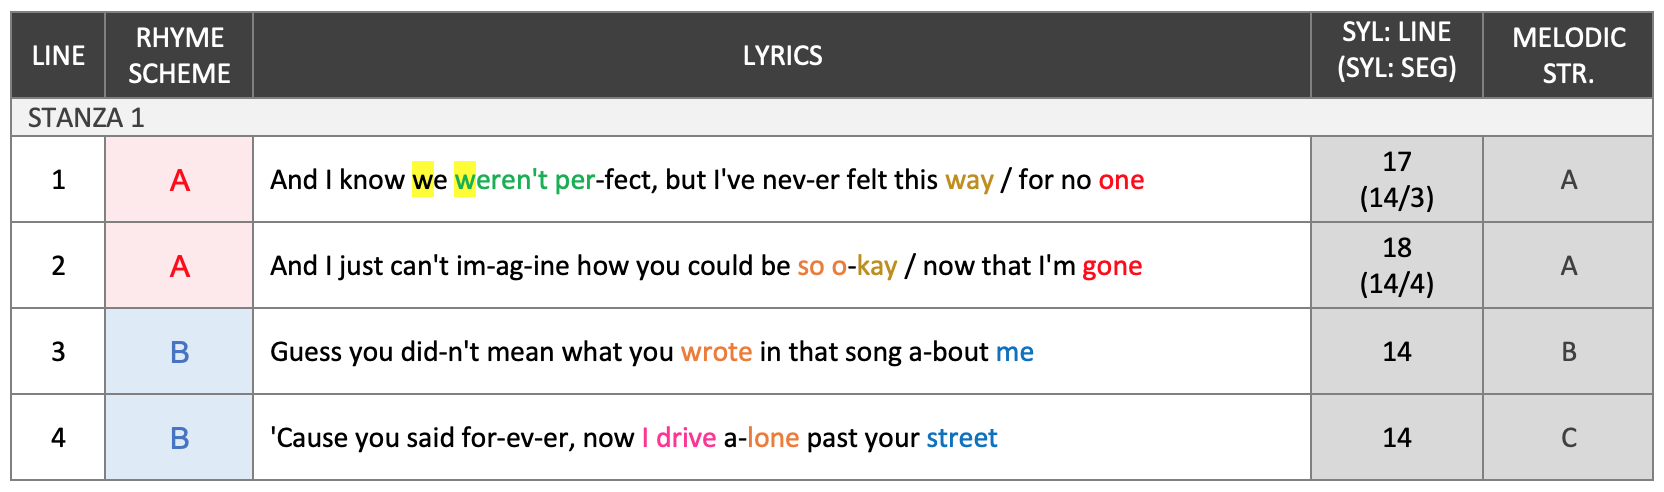 LINE RHYME SCHEME LYRICS SYL: LINE (SYL: SEG) MELODIC STR.
STANZA 1
1 A And I know we weren't per-fect, but I've nev-er felt this way / for no one 17 (14/3) A
2 A And I just can't im-ag-ine how you could be so o-kay / now that I'm gone 18 (14/4) A
3 B Guess you did-n't mean what you wrote in that song a-bout me 14 B
4 B 'Cause you said for-ev-er, now I drive a-lone past your street 14 C